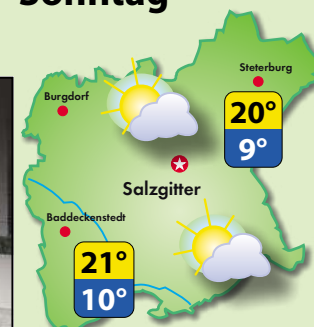 Sonntag
Steterburg
Burgdorf
20°
9°
Salzgitter
Baddeckenstedt
21°
10°